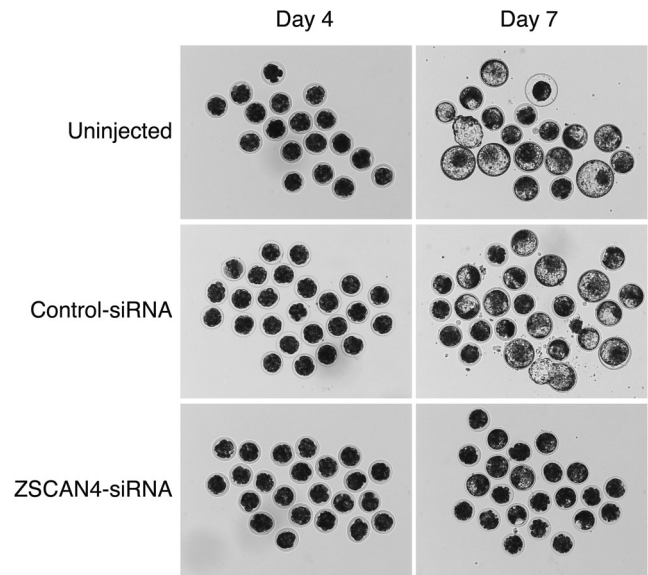 Day 4
Day 7
Uninjected
Control-siRNA
ZSCAN4-siRNA